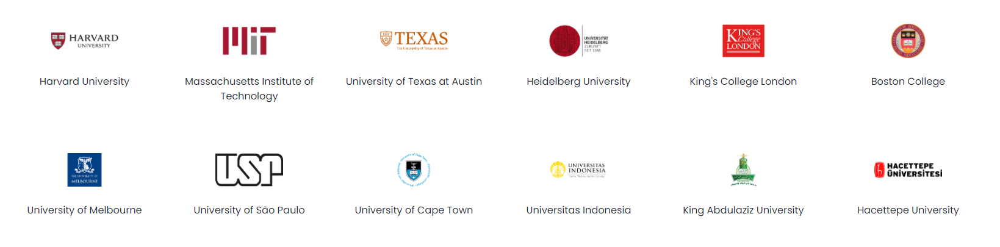 HARVARD
UNIVERSITY
Harvard University
MIT
Massachusetts Institute of
Technology
TEXAS
The University of Texas at Austin
University of Texas at Austin
UNIVERSITÄT
HEIDELBERG
ZUKUNFT
SEIT 1386
Heidelberg University
KING'S
College
LONDON
King's College London
Boston College
THE UNIVERSITY OF
MELBOURNE
University of Melbourne
USP
University of São Paulo
University of Cape Town
UNIVERSITAS
INDONESIA
Universitas Indonesia
King Abdulaziz University
HACETTEPE
ÜNİVERSİTESİ
Hacettepe University